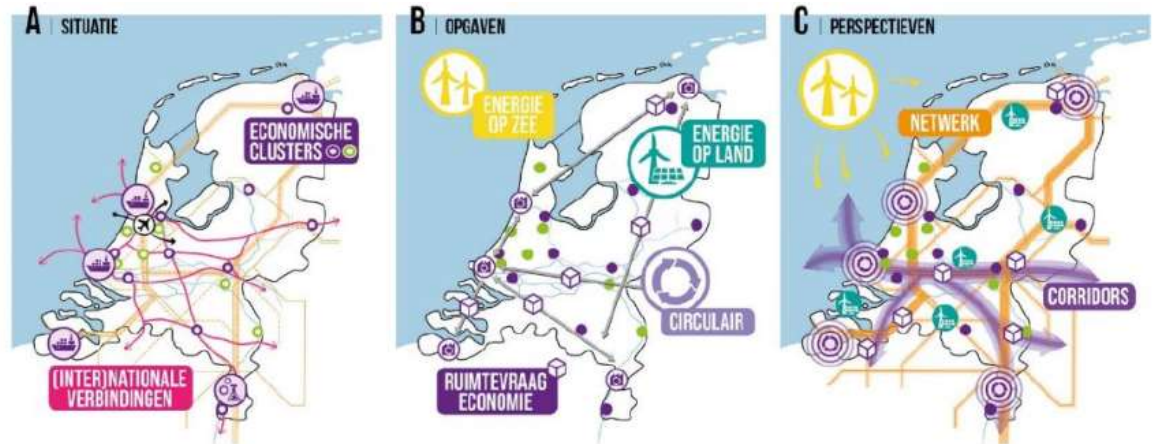 A | SITUATIE
ECONOMISCHE
CLUSTERS
(INTER)NATIONALE
VERBINDINGEN
B | OPGAVEN
ENERGIE
OP ZEE
ENERGIE
OP LAND
CIRCULAIR
RUIMTEVRAAG
ECONOMIE
C | PERSPECTIEVEN
NETWERK
CORRIDORS